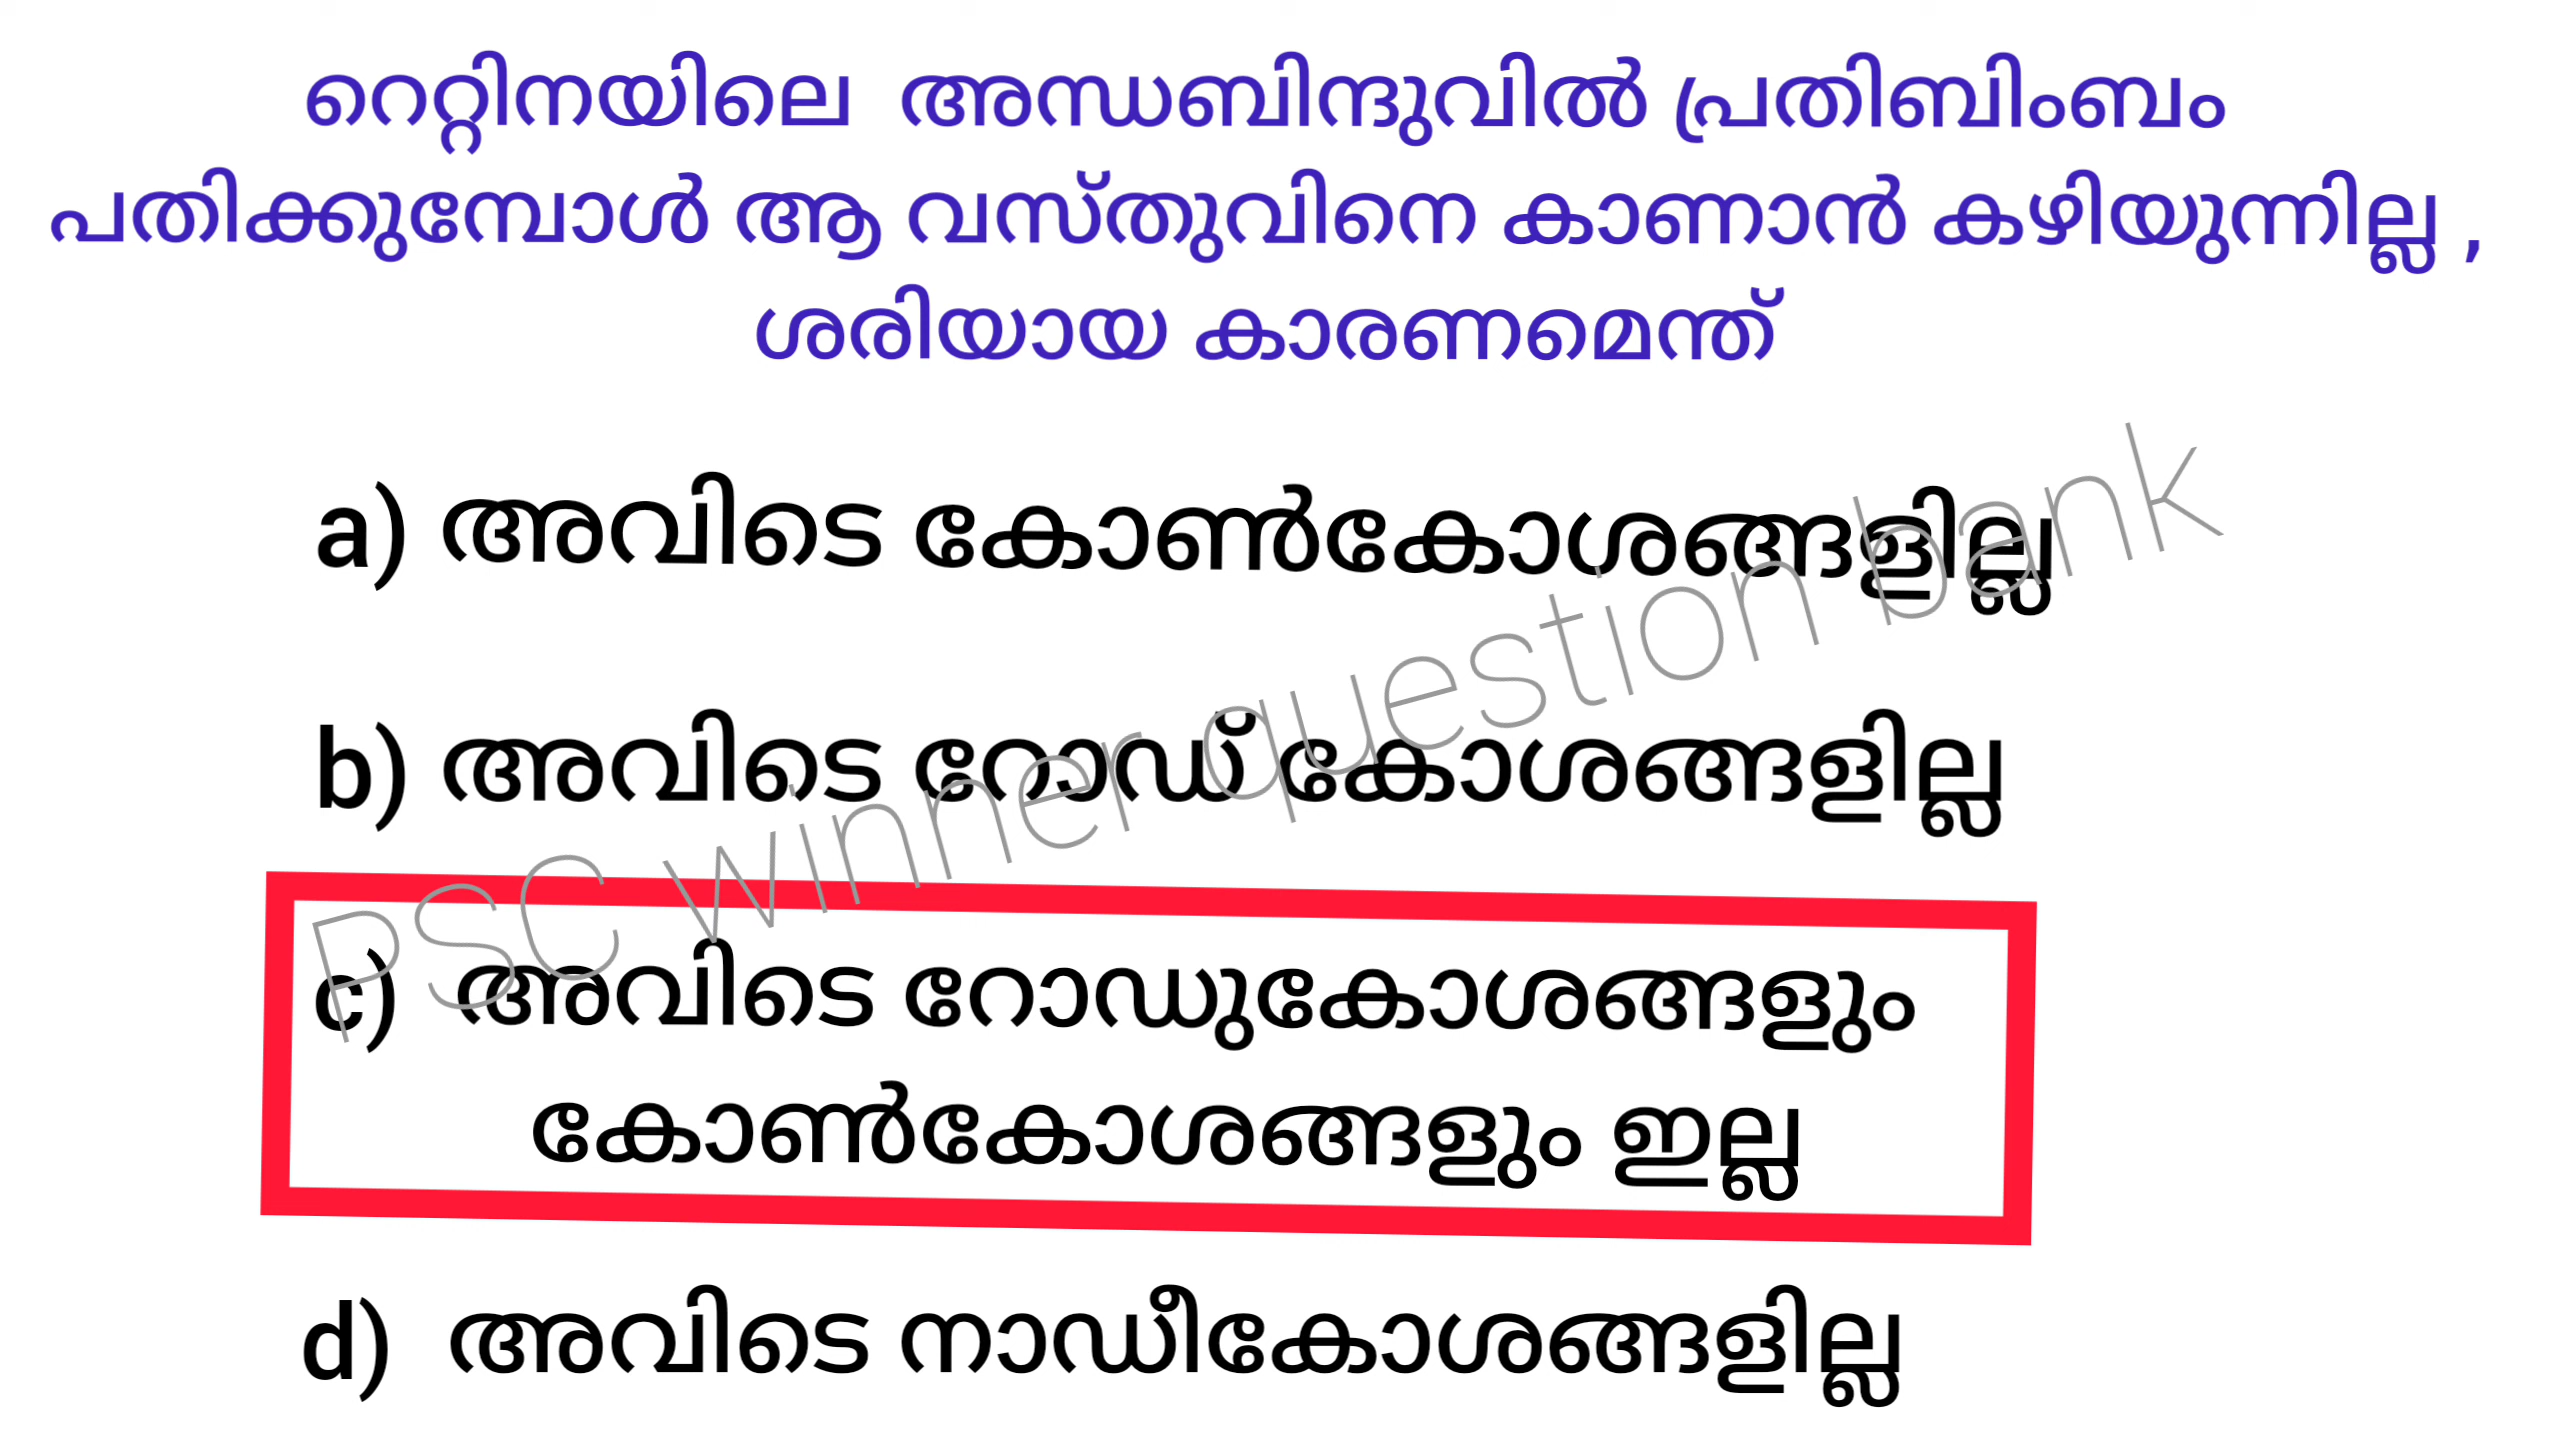 റെറ്റിനയിലെ അന്ധബിന്ദുവിൽ പ്രതിബിംബം
പതിക്കുമ്പോൾ ആ വസ്തുവിനെ കാണാൻ കഴിയുന്നില്ല ,
ശരിയായ കാരണമെന്ത്
a) അവിടെ കോൺകോശങ്ങളില്ല
b) അവിടെ റോഡ് കോശങ്ങളില്ല
c) അവിടെ റോഡുകോശങ്ങളും
കോൺകോശങ്ങളും ഇല്ല
d) അവിടെ നാഡീകോശങ്ങളില്ല
PSC winner question bank